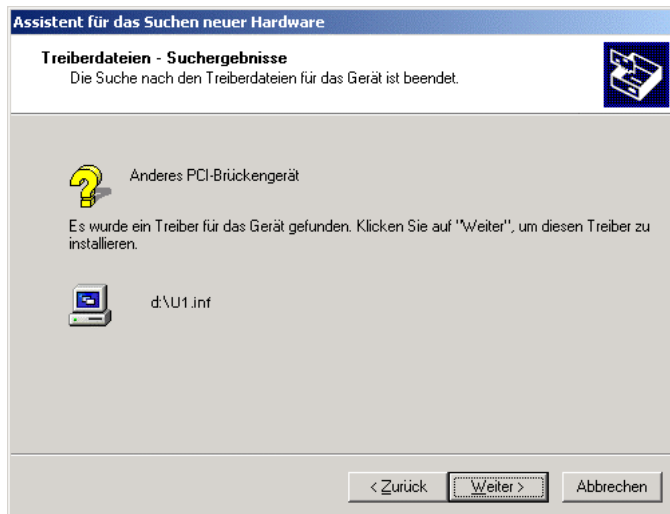 Assistent für das Suchen neuer Hardware
Treiberdateien - Suchergebnisse
Die Suche nach den Treiberdateien für das Gerät ist beendet.
Anderes PCI-Brückengerät
Es wurde ein Treiber für das Gerät gefunden. Klicken Sie auf "Weiter", um diesen Treiber zu
installieren.
d:\U1.inf
< Zurück Weiter > Abbrechen